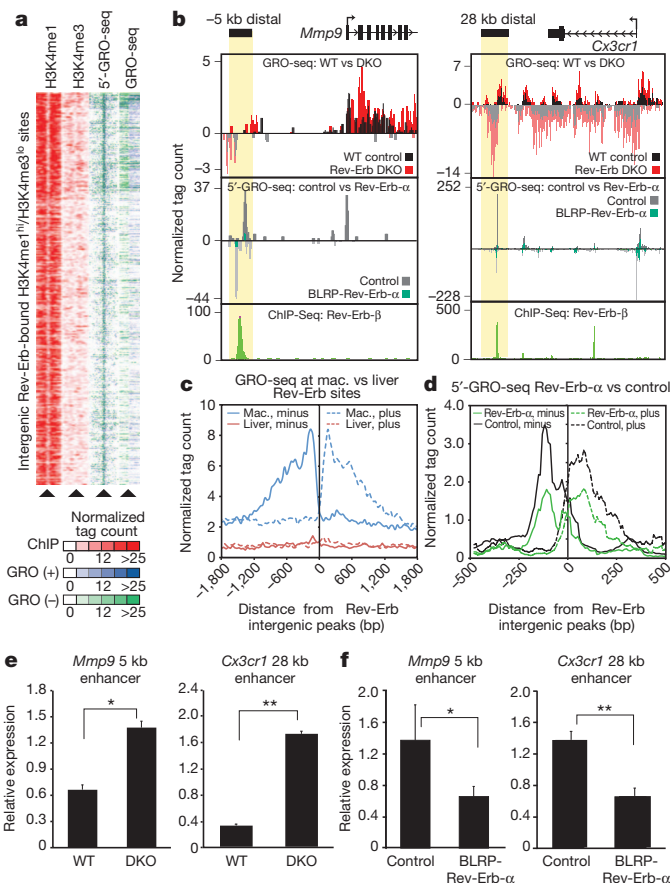 a
H3K4me1
H3K4me3
5′-GRO-seq
GRO-seq
Intergenic Rev-Erb-bound H3K4me1hi/H3K4me3lo sites
Normalized
tag count
ChIP
0 12 >25
GRO (+)
0 12 >25
GRO (−)
0 12 >25
b
−5 kb distal
Mmp9
28 kb distal
Cx3cr1
Normalized tag count
GRO-seq: WT vs DKO
5
0
−3
WT control
Rev-Erb DKO
5′-GRO-seq: control vs Rev-Erb-α
37
0
−44
Control
BLRP-Rev-Erb-α
ChIP-Seq: Rev-Erb-β
100
0
GRO-seq: WT vs DKO
7
0
−14
WT control
Rev-Erb DKO
5′-GRO-seq: control vs Rev-Erb-α
252
−228
Control
BLRP-Rev-Erb-α
ChIP-Seq: Rev-Erb-β
500
0
c
GRO-seq at mac. vs liver
Rev-Erb sites
Mac., minus
Mac., plus
Liver, minus
Liver, plus
Normalized tag count
10
8
6
4
2
0
−1,800
−1,200
−600
0
600
1,200
1,800
Distance from Rev-Erb
intergenic peaks (bp)
d
5′-GRO-seq Rev-Erb-α vs control
Rev-Erb-α, minus
Rev-Erb-α, plus
Control, minus
Control, plus
Normalized tag count
4.0
3.0
2.0
1.0
0
−500
−250
0
250
500
Distance from Rev-Erb
intergenic peaks (bp)
e
Mmp9 5 kb
enhancer
Relative expression
1.8
1.5
1.2
0.9
0.6
0.3
0
*
WT
DKO
Cx3cr1 28 kb
enhancer
2.4
2.0
1.6
1.2
0.8
0.4
0
**
WT
DKO
f
Mmp9 5 kb
enhancer
Relative expression
2.0
1.6
1.2
0.8
0.4
0
*
Control
BLRP-
Rev-Erb-α
Cx3cr1 28 kb
enhancer
2.0
1.6
1.2
0.8
0.4
0
**
Control
BLRP-
Rev-Erb-α